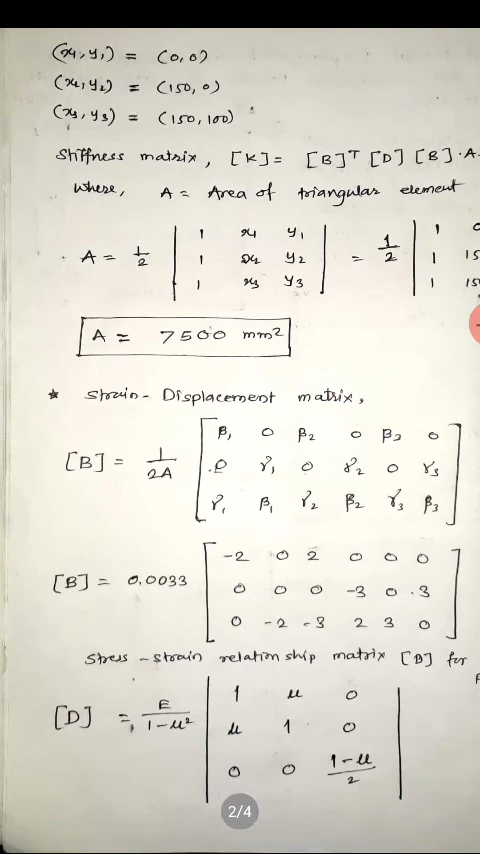 (x1, y1) = (0,0)
(x2, y2) = (150, 0)
(x3, y3) = (150, 100)
Stiffness matrix, [K] = [B]ᵀ [D] [B] . A
Where, A = Area of triangular element
A = 1/2 | 1 x1 y1 | = 1/2 | 1 0
1 x2 y2 | 1 15
1 x3 y3 | 1 15
A = 7500 mm²
* Strain - Displacement matrix,
[B] = 1/2A [ β1 0 β2 0 β3 0
0 γ1 0 γ2 0 γ3
γ1 β1 γ2 β2 γ3 β3 ]
[B] = 0.0033 [ -2 0 2 0 0 0
0 0 0 -3 0 3
0 -2 -3 2 3 0 ]
Stress - strain relationship matrix [D] for
[D] = E/1-μ² | 1 μ 0
μ 1 0
0 0 1-μ/2 |
2/4